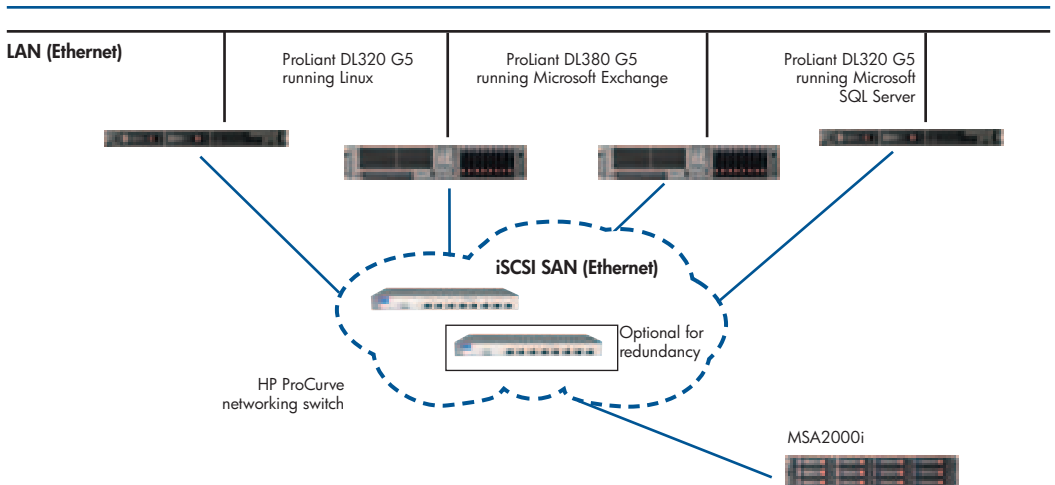 LAN (Ethernet)
ProLiant DL320 G5
running Linux
ProLiant DL380 G5
running Microsoft Exchange
ProLiant DL320 G5
running Microsoft
SQL Server
iSCSI SAN (Ethernet)
Optional for
redundancy
HP ProCurve
networking switch
MSA2000i